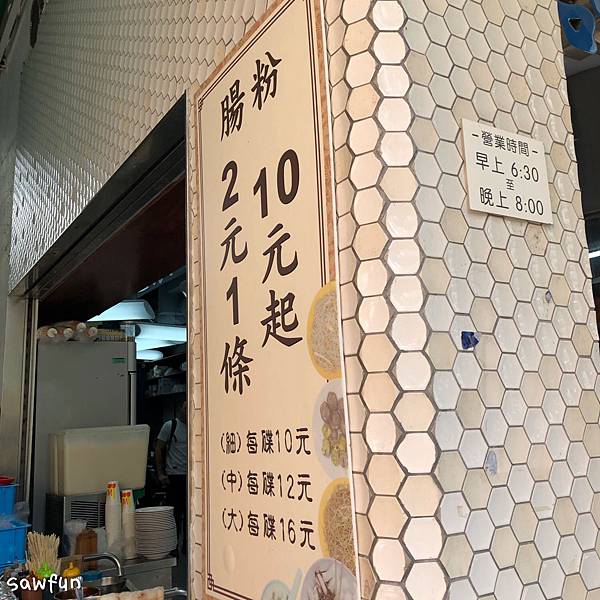 粉
10元起
腸
2元1條
(細)每碟10元
(中)每碟12元
(大)每碟16元
-營業時間-
早上 6:30
至
晚上 8:00
sawfun